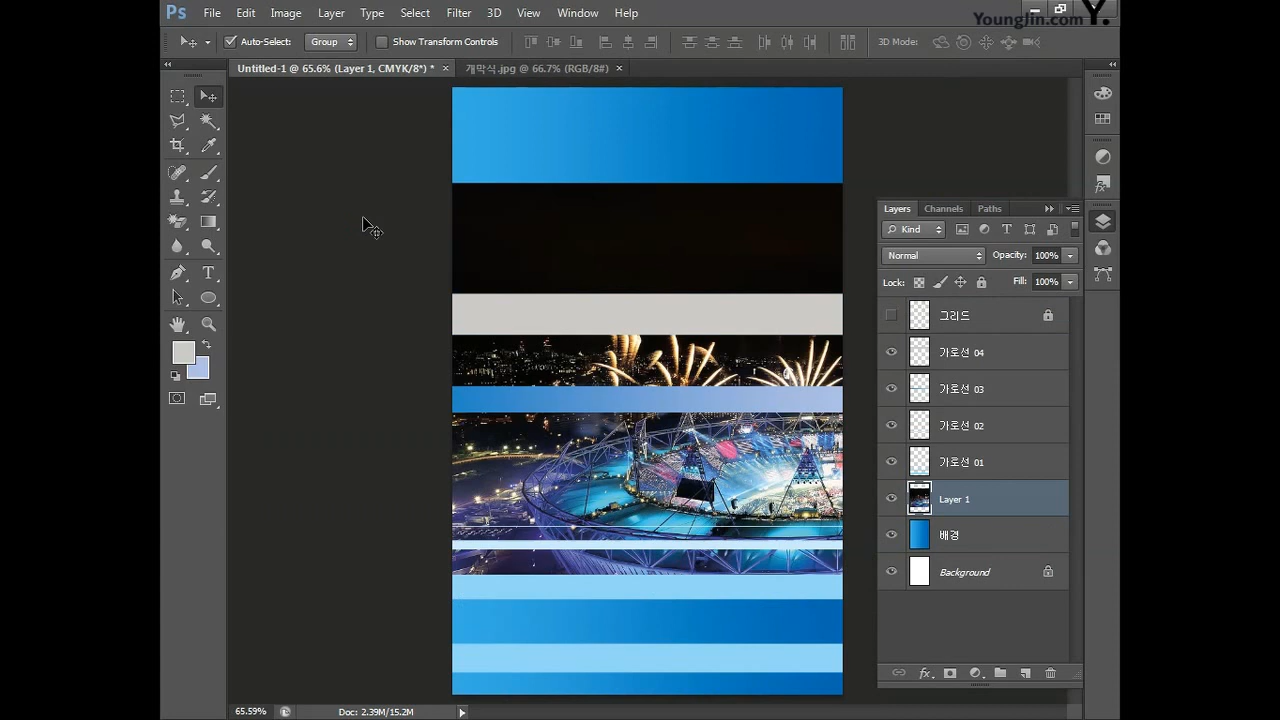 YoungJin.com Y.
Ps File Edit Image Layer Type Select Filter 3D View Window Help
Auto-Select: Group Show Transform Controls 3D Mode:
Untitled-1 @ 65.6% (Layer 1, CMYK/8*) * × 개막식.jpg @ 66.7% (RGB/8#) ×
Layers Channels Paths
Kind
Normal Opacity: 100%
Lock: Fill: 100%
그리드
가로선 04
가로선 03
가로선 02
가로선 01
Layer 1
배경
Background
fx
65.59% Doc: 2.39M/15.2M